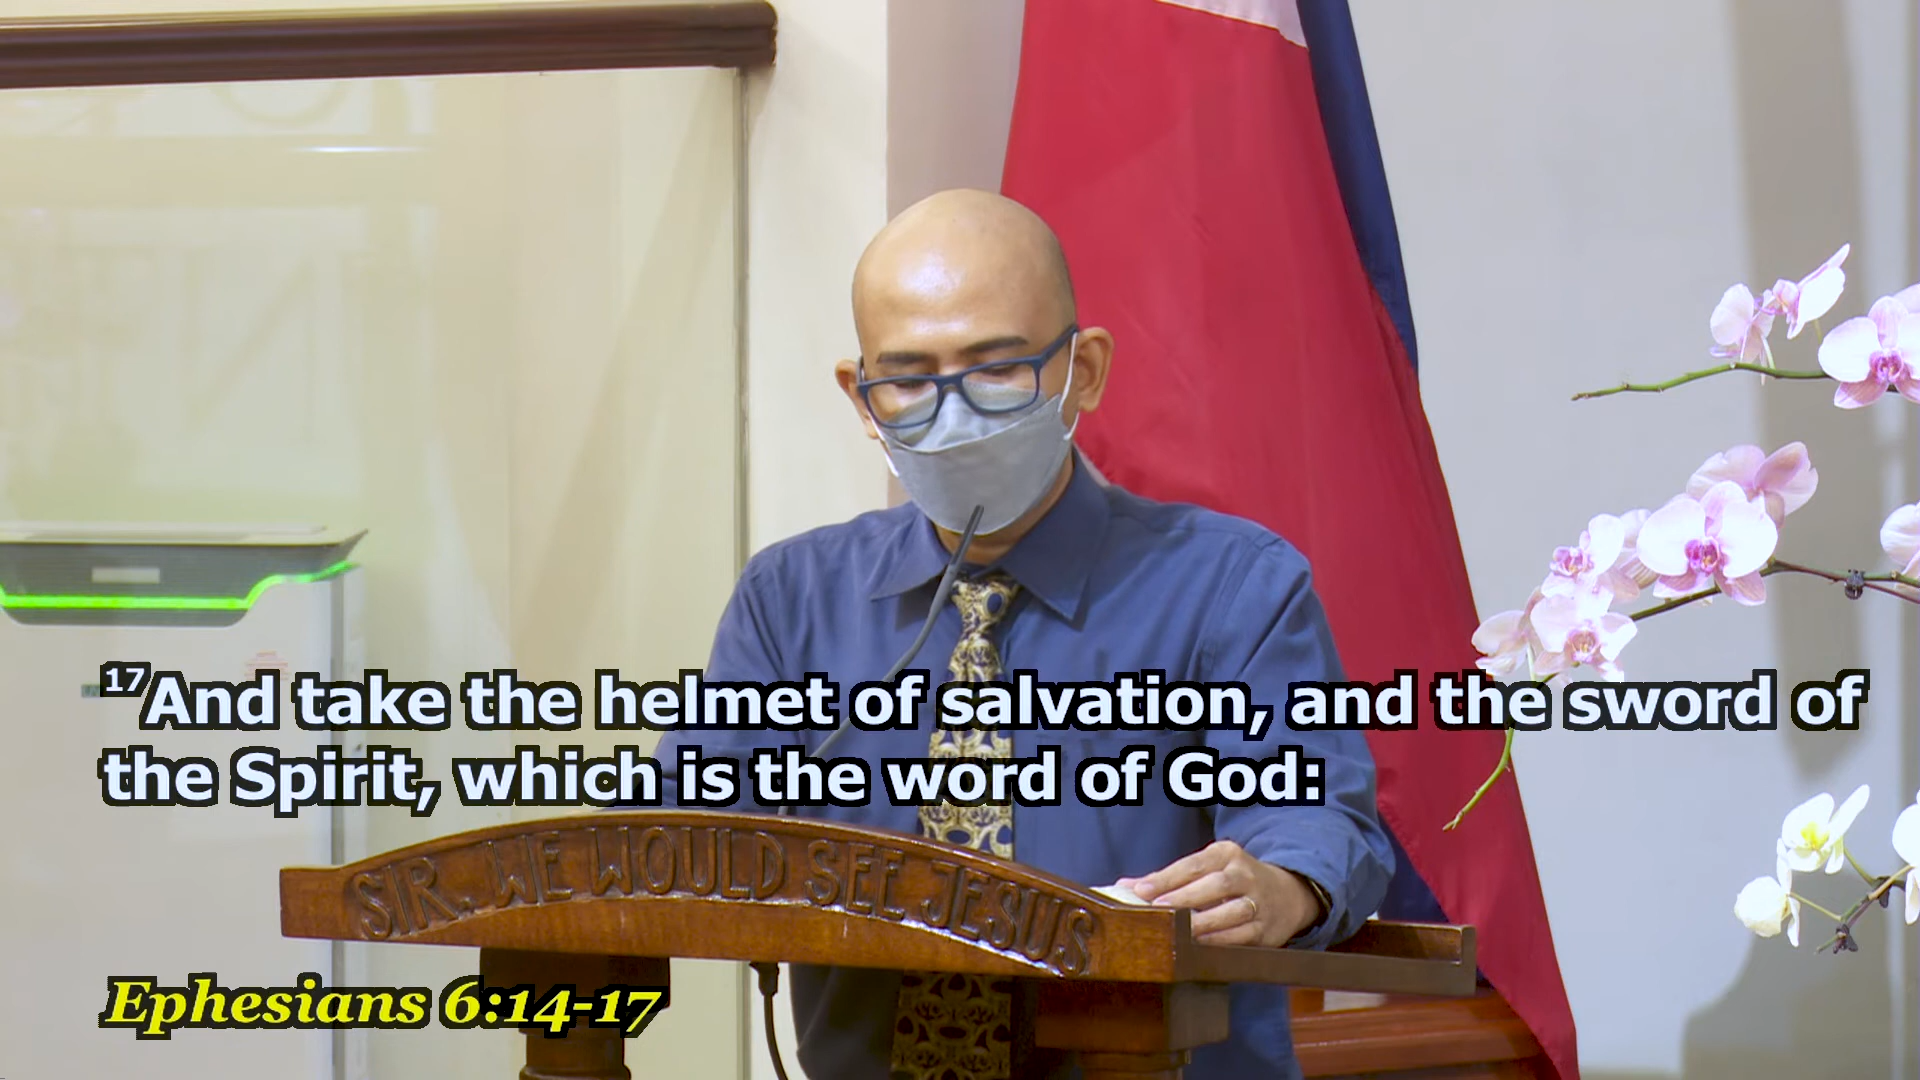 17And take the helmet of salvation, and the sword of
the Spirit, which is the word of God:
SIR, WE WOULD SEE JESUS
Ephesians 6:14-17